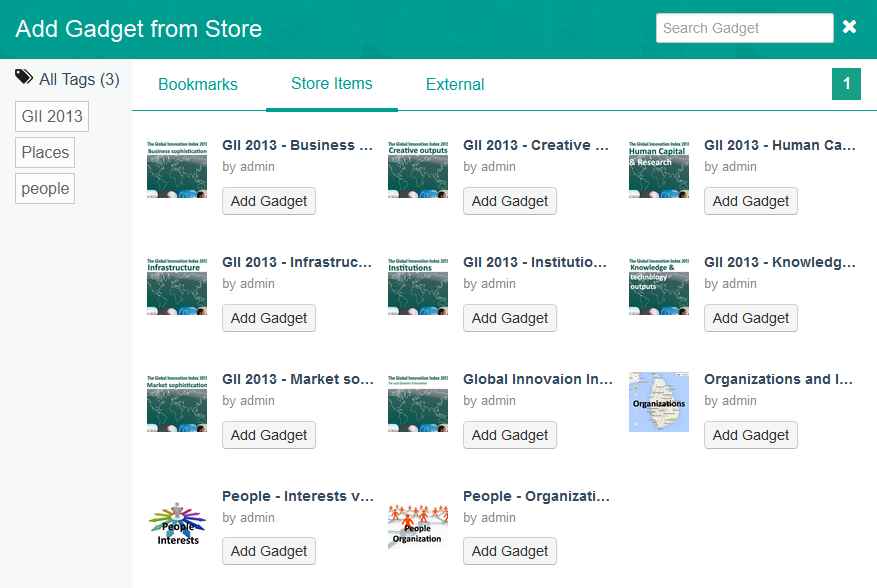 Add Gadget from Store
Search Gadget
All Tags (3)
GII 2013
Places
people
Bookmarks
Store Items
External
1
The Global Innovation Index 2013
Business sophistication
GII 2013 - Business ...
by admin
Add Gadget
The Global Innovation Index 2013
Creative outputs
GII 2013 - Creative ...
by admin
Add Gadget
The Global Innovation Index 2013
Human Capital
& Research
GII 2013 - Human Ca...
by admin
Add Gadget
The Global Innovation Index 2013
Infrastructure
GII 2013 - Infrastruc...
by admin
Add Gadget
The Global Innovation Index 2013
Institutions
GII 2013 - Institutio...
by admin
Add Gadget
The Global Innovation Index 2013
Knowledge &
technology
outputs
GII 2013 - Knowledg...
by admin
Add Gadget
The Global Innovation Index 2013
Market sophistication
GII 2013 - Market so...
by admin
Add Gadget
The Global Innovation Index 2013
The Local Dynamics of Innovation
Global Innovaion In...
by admin
Add Gadget
Organizations
Organizations and I...
by admin
Add Gadget
People
Interests
People - Interests v...
by admin
Add Gadget
People
Organization
People - Organizati...
by admin
Add Gadget